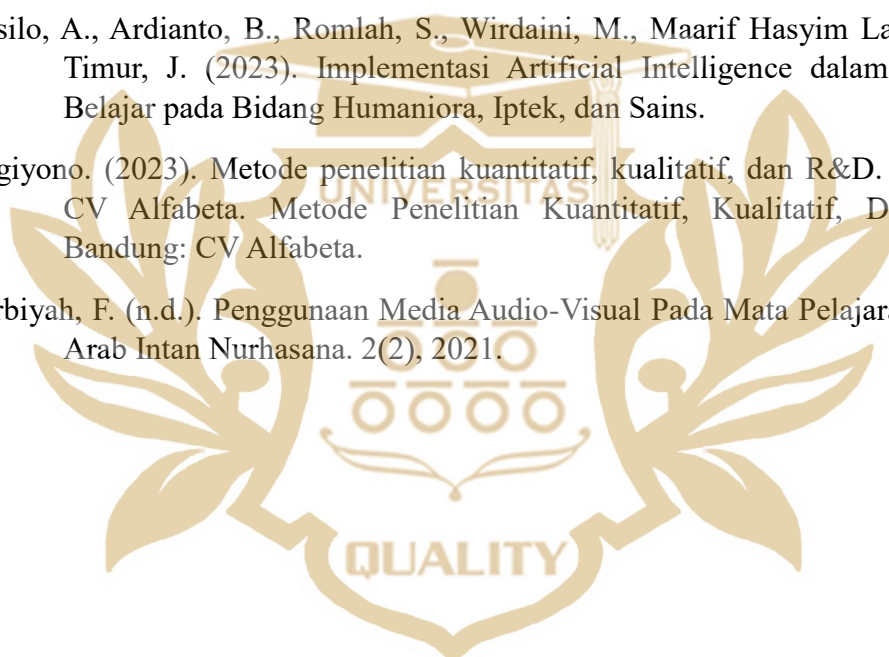 silo, A., Ardianto, B., Romlah, S., Wirdaini, M., Maarif Hasyim La
Timur, J. (2023). Implementasi Artificial Intelligence dalam
Belajar pada Bidang Humaniora, Iptek, dan Sains.
giyono. (2023). Metode penelitian kuantitatif, kualitatif, dan R&D.
UNIVERSITAS
CV Alfabeta. Metode Penelitian Kuantitatif, Kualitatif, D
Bandung: CV Alfabeta.
rbiyah, F. (n.d.). Penggunaan Media Audio-Visual Pada Mata Pelajara
Arab Intan Nurhasana. 2(2), 2021.
QUALITY